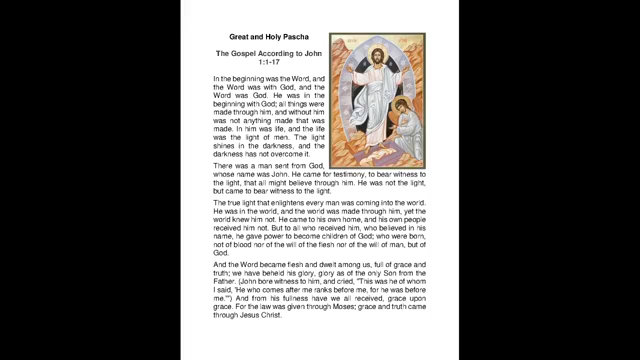 Great and Holy Pascha
The Gospel According to John
1:1-17
In the beginning was the Word, and
the Word was with God, and the
Word was God. He was in the
beginning with God; all things were
made through him, and without him
was not anything made that was
made. In him was life, and the life
was the light of men. The light
shines in the darkness, and the
darkness has not overcome it.
There was a man sent from God,
whose name was John. He came for testimony, to bear witness to
the light, that all might believe through him. He was not the light,
but came to bear witness to the light.
The true light that enlightens every man was coming into the world.
He was in the world, and the world was made through him, yet the
world knew him not. He came to his own home, and his own people
received him not. But to all who received him, who believed in his
name, he gave power to become children of God; who were born,
not of blood nor of the will of the flesh nor of the will of man, but of
God.
And the Word became flesh and dwelt among us, full of grace and
truth; we have beheld his glory, glory as of the only Son from the
Father. (John bore witness to him, and cried, "This was he of whom
I said, 'He who comes after me ranks before me, for he was before
me.'") And from his fullness have we all received, grace upon
grace. For the law was given through Moses; grace and truth came
through Jesus Christ.